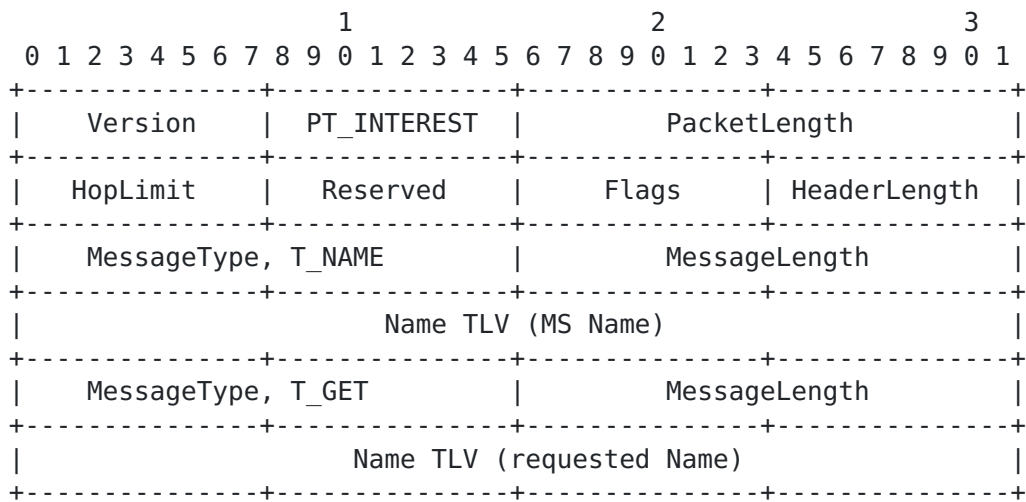 1                   2                   3
 0 1 2 3 4 5 6 7 8 9 0 1 2 3 4 5 6 7 8 9 0 1 2 3 4 5 6 7 8 9 0 1
+---------------+---------------+---------------+---------------+
|    Version    |  PT_INTEREST  |         PacketLength          |
+---------------+---------------+---------------+---------------+
|   HopLimit    |   Reserved    |     Flags     | HeaderLength  |
+---------------+---------------+---------------+---------------+
|    MessageType, T_NAME        |         MessageLength         |
+---------------+---------------+---------------+---------------+
|                       Name TLV (MS Name)                      |
+---------------+---------------+---------------+---------------+
|    MessageType, T_GET         |         MessageLength         |
+---------------+---------------+---------------+---------------+
|                     Name TLV (requested Name)                 |
+---------------+---------------+---------------+---------------+